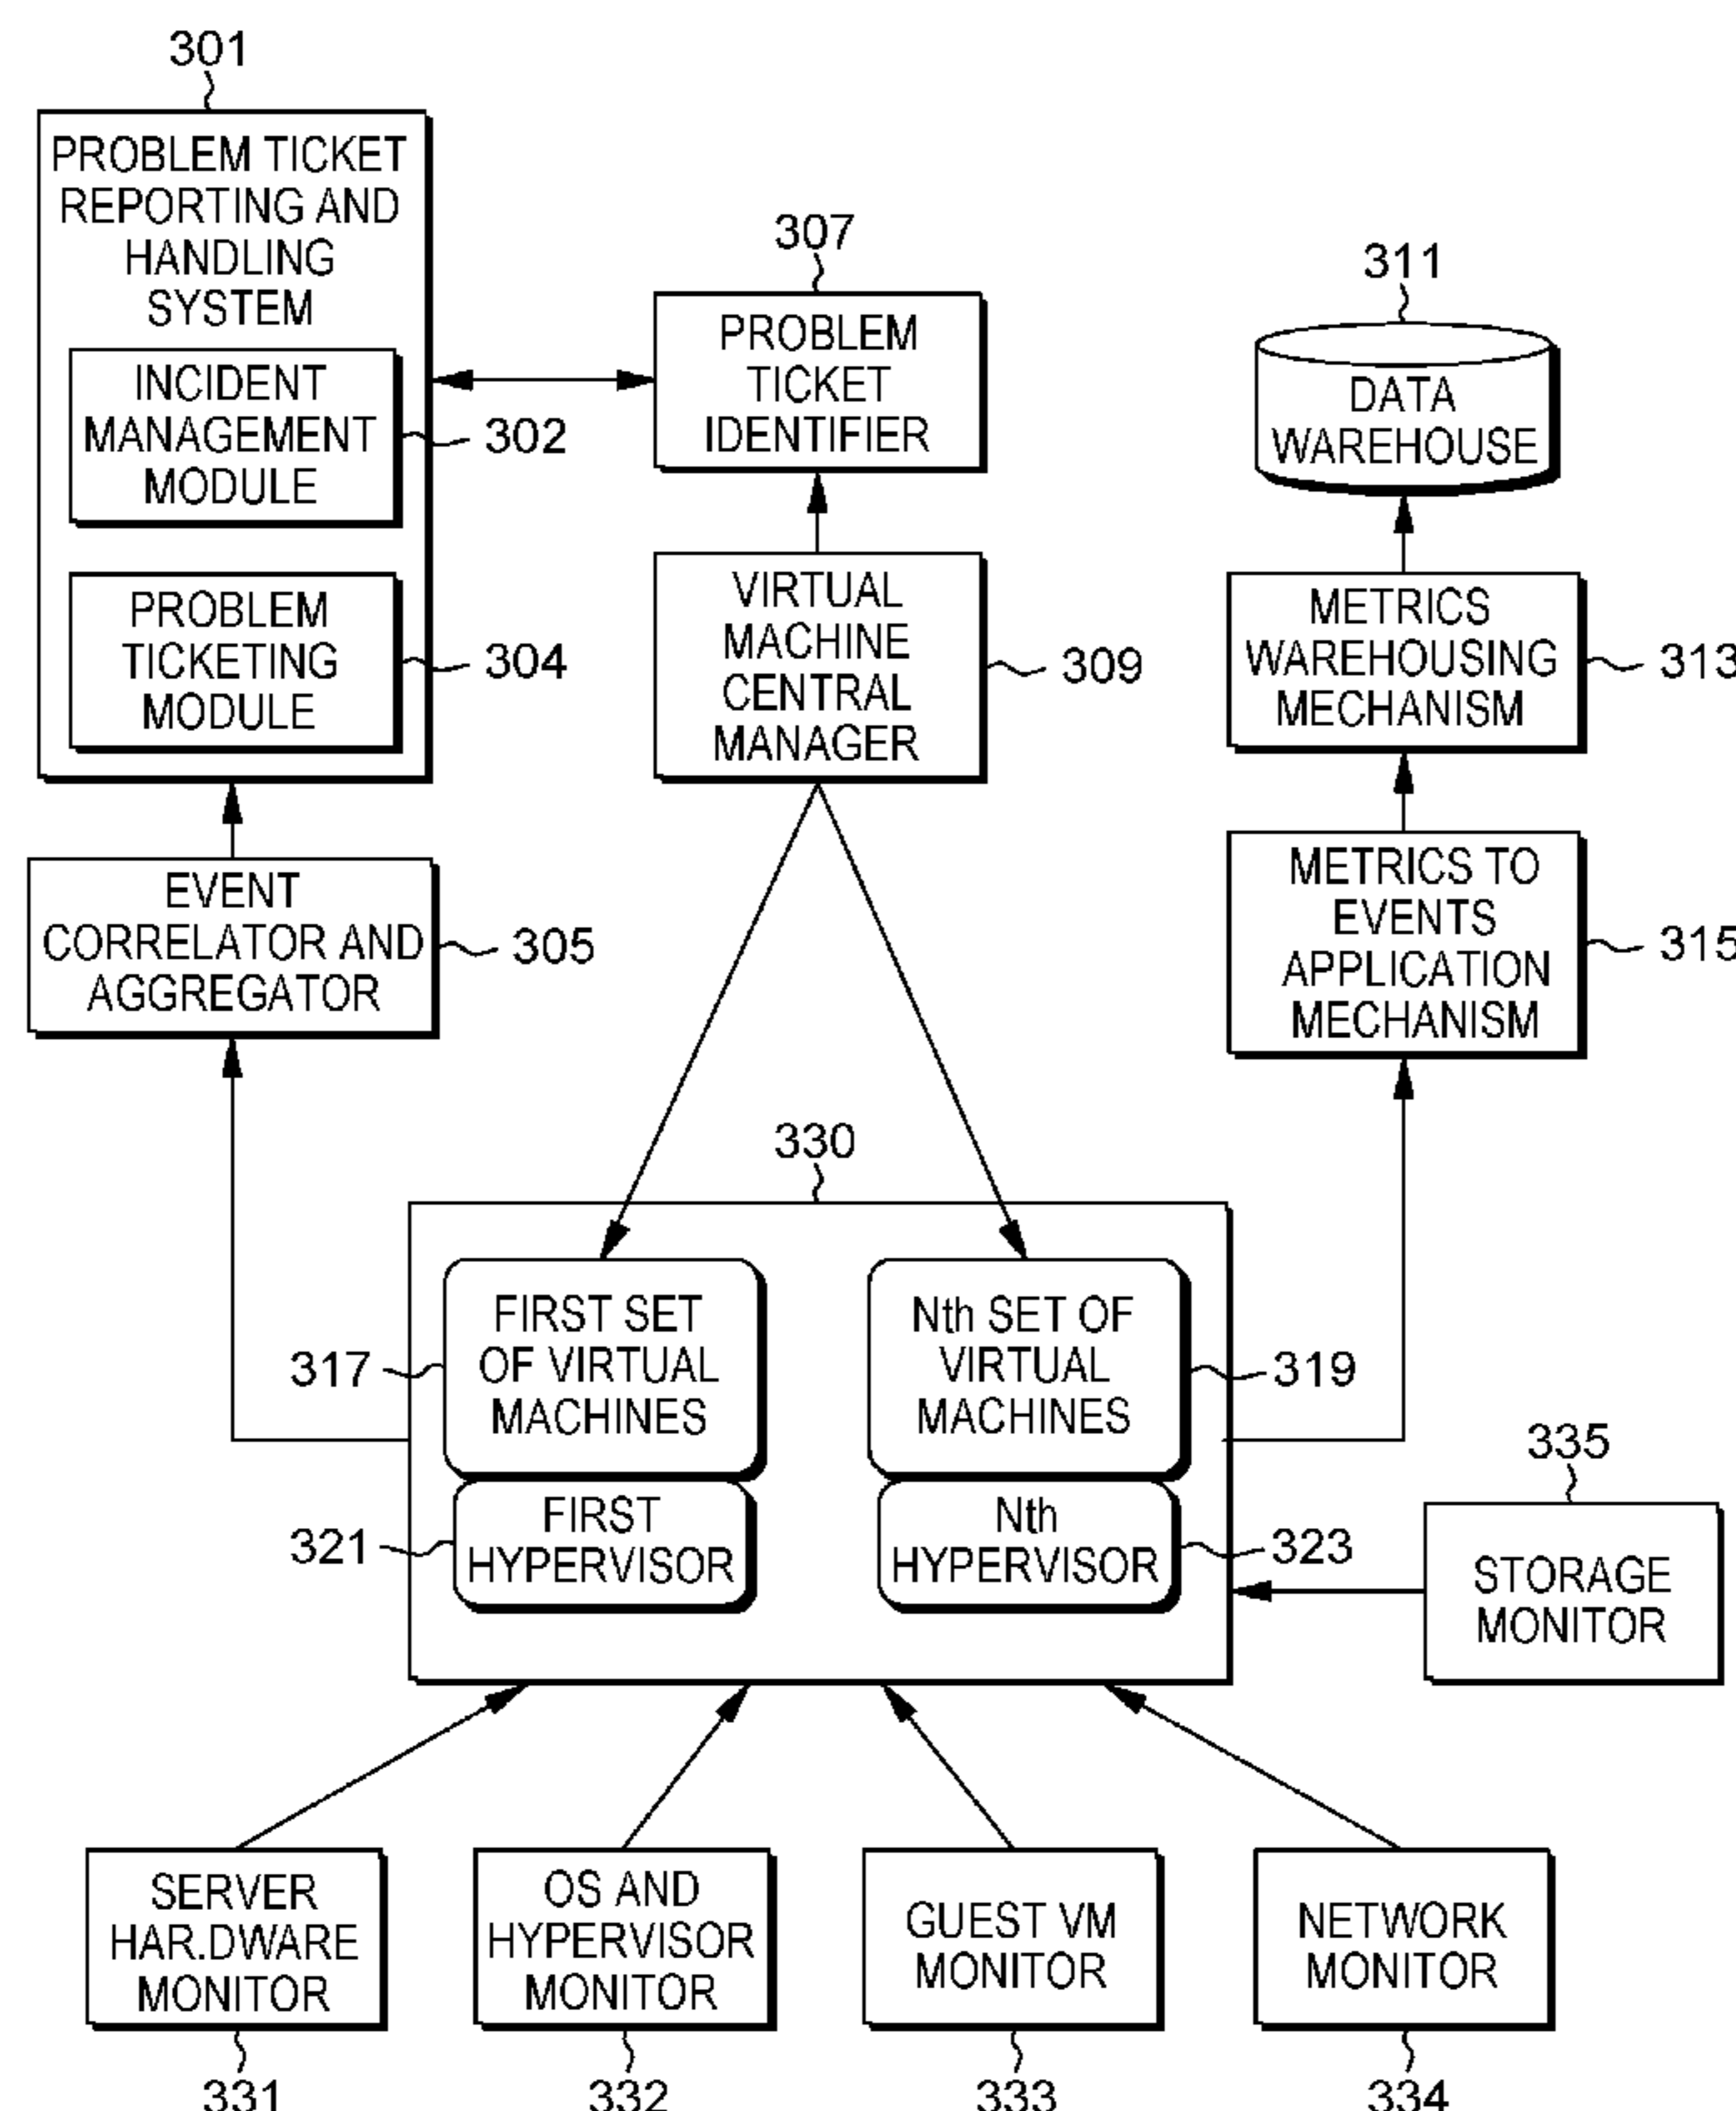 301
PROBLEM TICKET
REPORTING AND
HANDLING
SYSTEM
INCIDENT
MANAGEMENT
MODULE
302
PROBLEM
TICKETING
MODULE
304
307
PROBLEM
TICKET
IDENTIFIER
311
DATA
WAREHOUSE
VIRTUAL
MACHINE
CENTRAL
MANAGER
309
METRICS
WAREHOUSING
MECHANISM
313
EVENT
CORRELATOR AND
AGGREGATOR
305
METRICS TO
EVENTS
APPLICATION
MECHANISM
315
330
FIRST SET
OF VIRTUAL
MACHINES
317
Nth SET OF
VIRTUAL
MACHINES
319
FIRST
HYPERVISOR
321
Nth
HYPERVISOR
323
335
STORAGE
MONITOR
SERVER
HAR.DWARE
MONITOR
331
OS AND
HYPERVISOR
MONITOR
332
GUEST VM
MONITOR
333
NETWORK
MONITOR
334